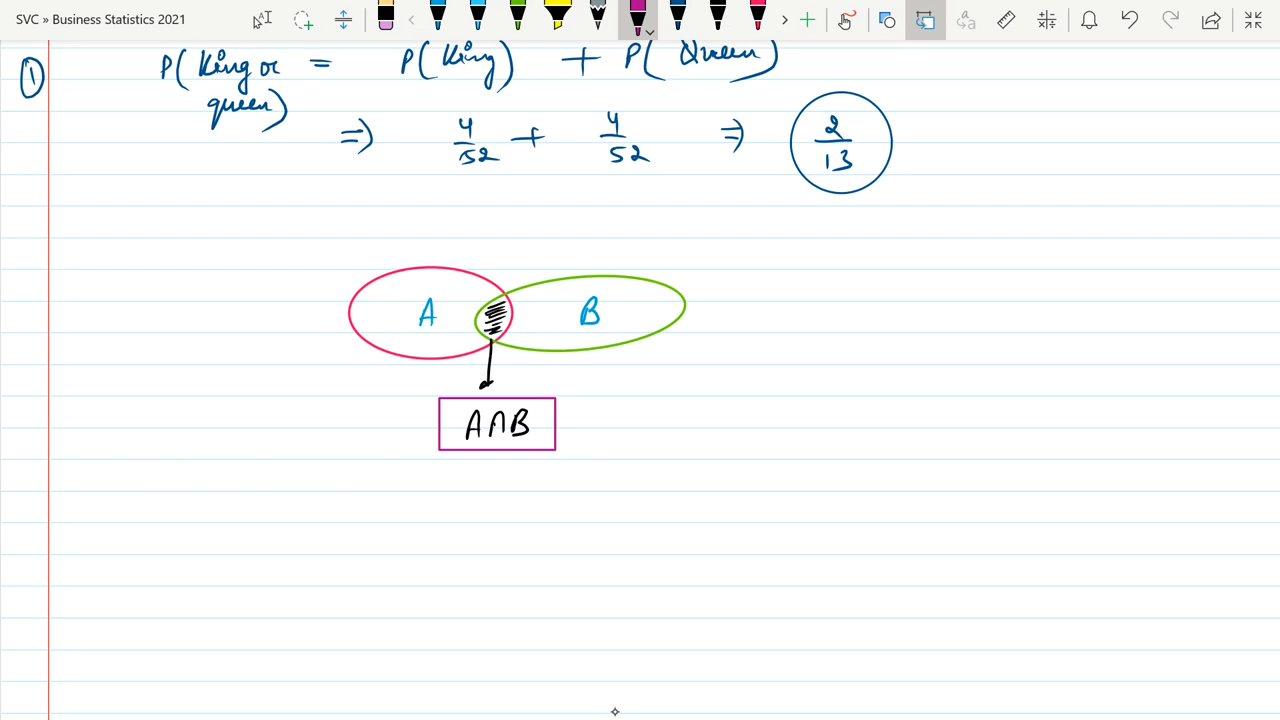 SVC » Business Statistics 2021
① P( King or = P( King) + P( Queen)
queen)
⇒ 4/52 + 4/52 ⇒ 2/13
A B
A∩B